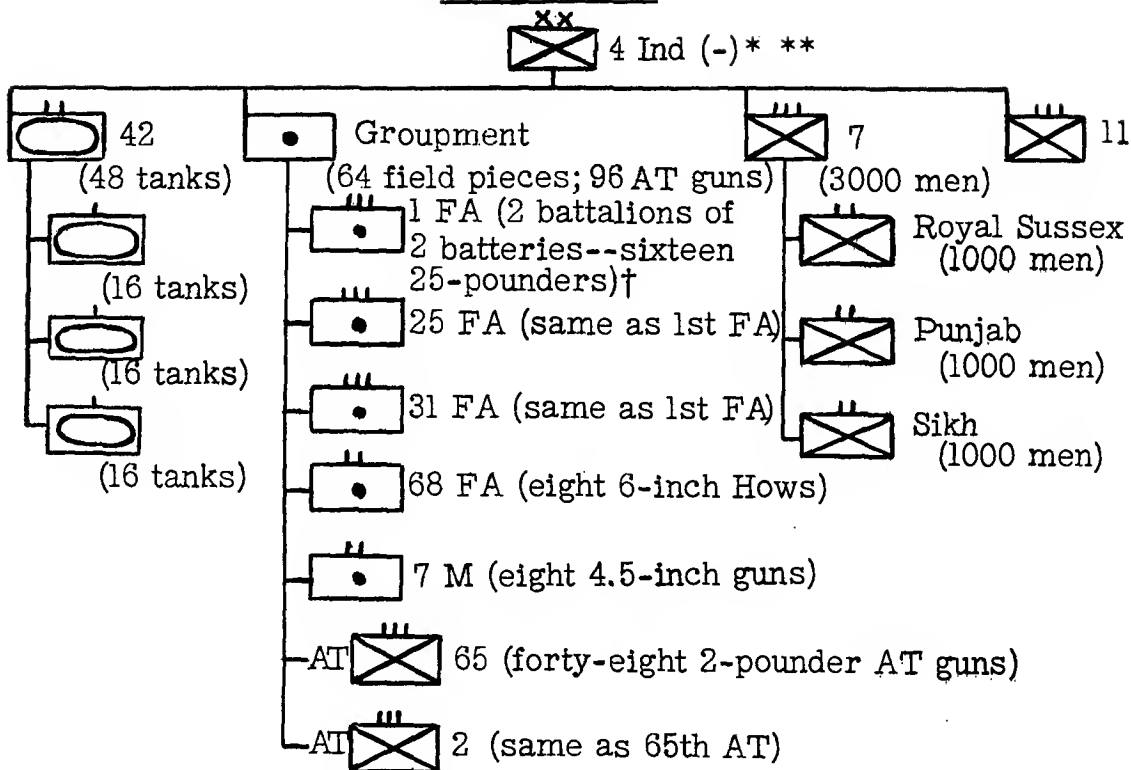 4 Ind (-)* **
42
(48 tanks)
(16 tanks)
(16 tanks)
(16 tanks)
Groupment
(64 field pieces; 96 AT guns)
1 FA (2 battalions of
2 batteries--sixteen
25-pounders)†
25 FA (same as 1st FA)
31 FA (same as 1st FA)
68 FA (eight 6-inch Hows)
7 M (eight 4.5-inch guns)
AT 65 (forty-eight 2-pounder AT guns)
AT 2 (same as 65th AT)
7
(3000 men)
Royal Sussex
(1000 men)
Punjab
(1000 men)
Sikh
(1000 men)
11